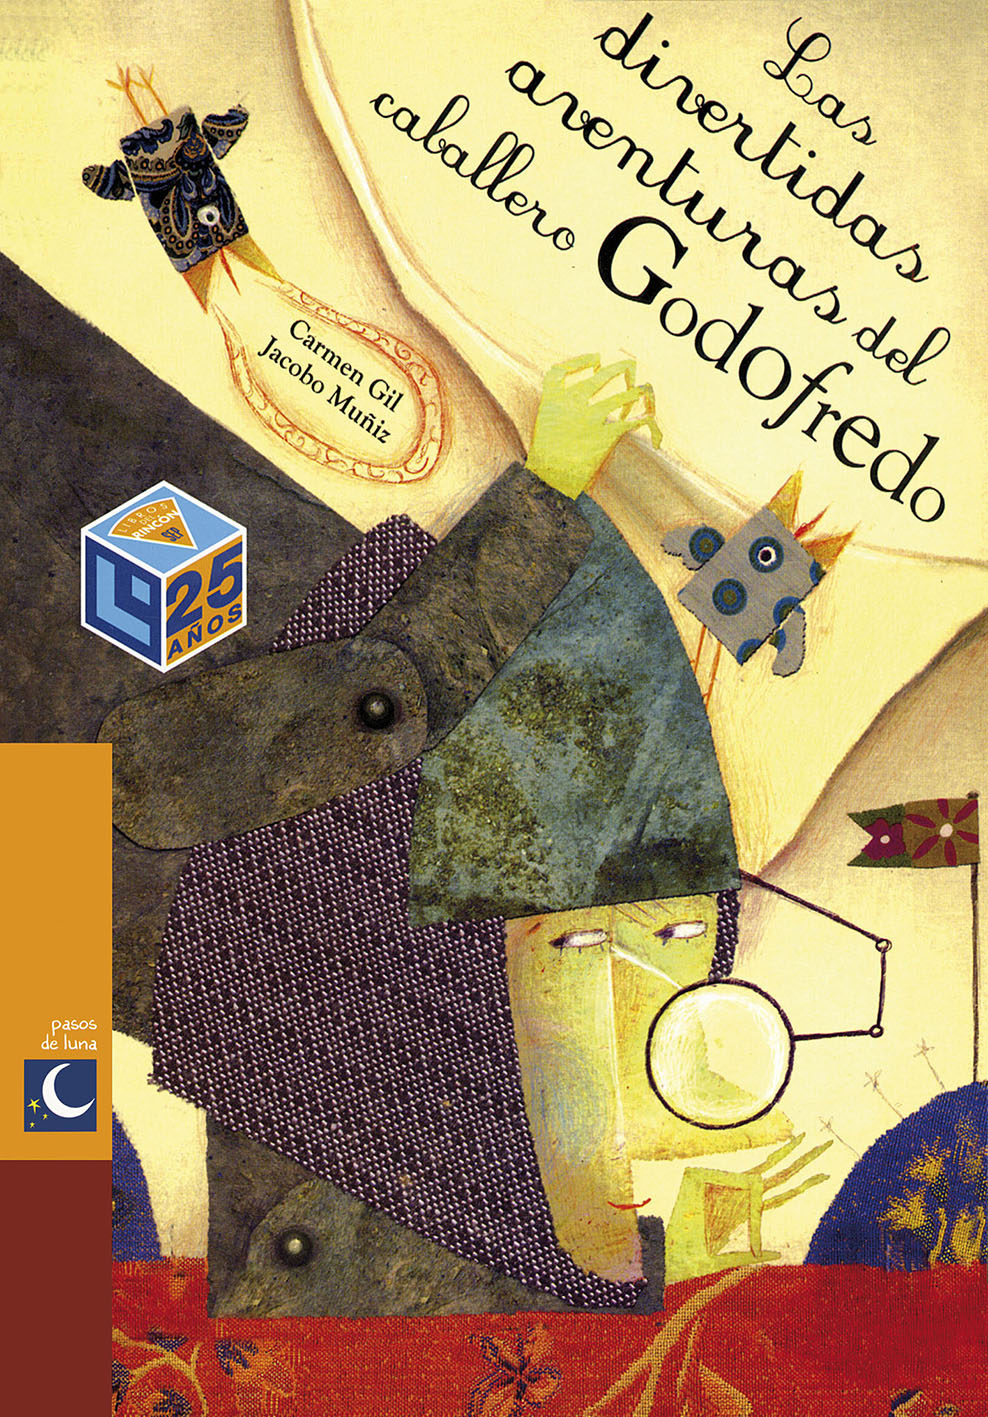 Las
divertidas
aventuras del
caballero Godofredo
Carmen Gil
Jacobo Muñiz
LIBROS
DEL
RINCÓN
SEP
25
AÑOS
pasos
de luna